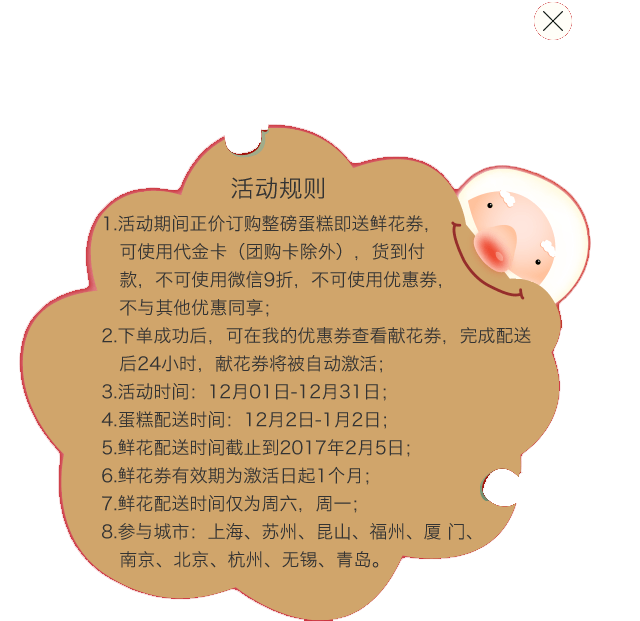 活动规则
1.活动期间正价订购整磅蛋糕即送鲜花券，
可使用代金卡（团购卡除外），货到付
款，不可使用微信9折，不可使用优惠券，
不与其他优惠同享；
2.下单成功后，可在我的优惠券查看献花券，完成配送
后24小时，献花券将被自动激活；
3.活动时间：12月01日-12月31日；
4.蛋糕配送时间：12月2日-1月2日；
5.鲜花配送时间截止到2017年2月5日；
6.鲜花券有效期为激活日起1个月；
7.鲜花配送时间仅为周六，周一；
8.参与城市：上海、苏州、昆山、福州、厦 门、
南京、北京、杭州、无锡、青岛。